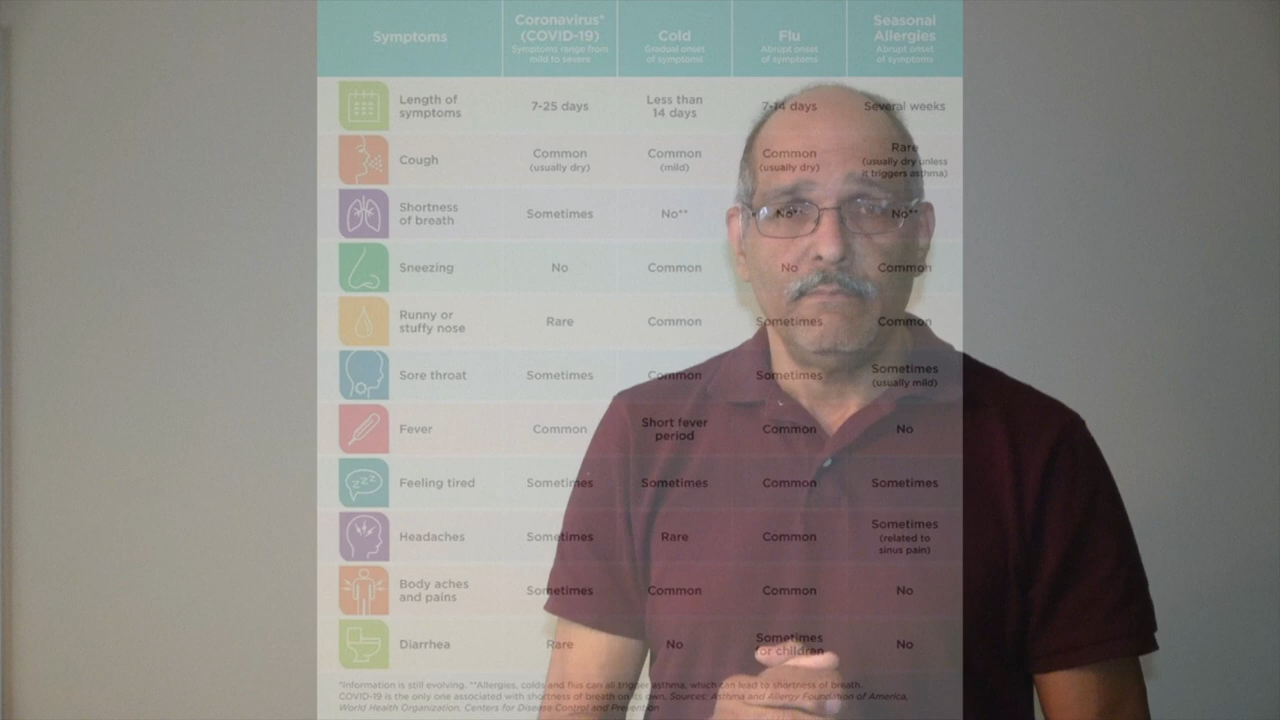 Symptoms
Coronavirus*
(COVID-19)
Symptoms range from
mild to severe
Cold
Gradual onset
of symptoms
Flu
Abrupt onset
of symptoms
Seasonal
Allergies
Abrupt onset
of symptoms
Length of
symptoms
7-25 days
Less than
14 days
7-14 days
Several weeks
Cough
Common
(usually dry)
Common
(mild)
Common
(usually dry)
Rare
(usually dry unless
it triggers asthma)
Shortness
of breath
Sometimes
No**
No**
No**
Sneezing
No
Common
No
Common
Runny or
stuffy nose
Rare
Common
Sometimes
Common
Sore throat
Sometimes
Common
Sometimes
Sometimes
(usually mild)
Fever
Common
Short fever
period
Common
No
Feeling tired
Sometimes
Sometimes
Common
Sometimes
Headaches
Sometimes
Rare
Common
Sometimes
(related to
sinus pain)
Body aches
and pains
Sometimes
Common
Common
No
Diarrhea
Rare
No
Sometimes
for children
No
*Information is still evolving. **Allergies, colds and flus can all trigger asthma, which can lead to shortness of breath.
COVID-19 is the only one associated with shortness of breath on its own. Sources: Asthma and Allergy Foundation of America,
World Health Organization, Centers for Disease Control and Prevention